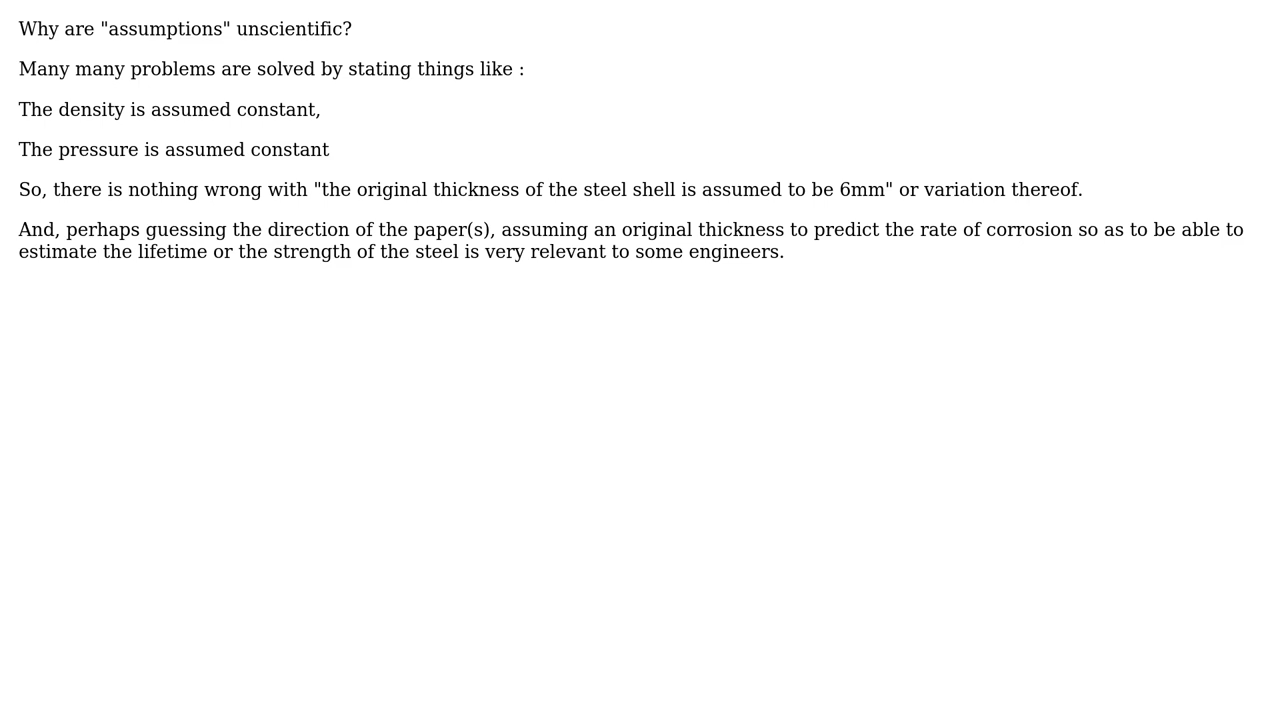 Why are "assumptions" unscientific?
Many many problems are solved by stating things like :
The density is assumed constant,
The pressure is assumed constant
So, there is nothing wrong with "the original thickness of the steel shell is assumed to be 6mm" or variation thereof.
And, perhaps guessing the direction of the paper(s), assuming an original thickness to predict the rate of corrosion so as to be able to
estimate the lifetime or the strength of the steel is very relevant to some engineers.